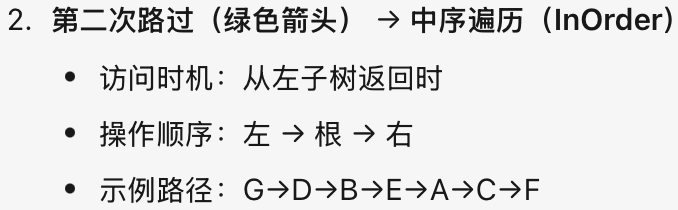 2. 第二次路过（绿色箭头） → 中序遍历（InOrder）
• 访问时机：从左子树返回时
• 操作顺序：左 → 根 → 右
• 示例路径：G→D→B→E→A→C→F